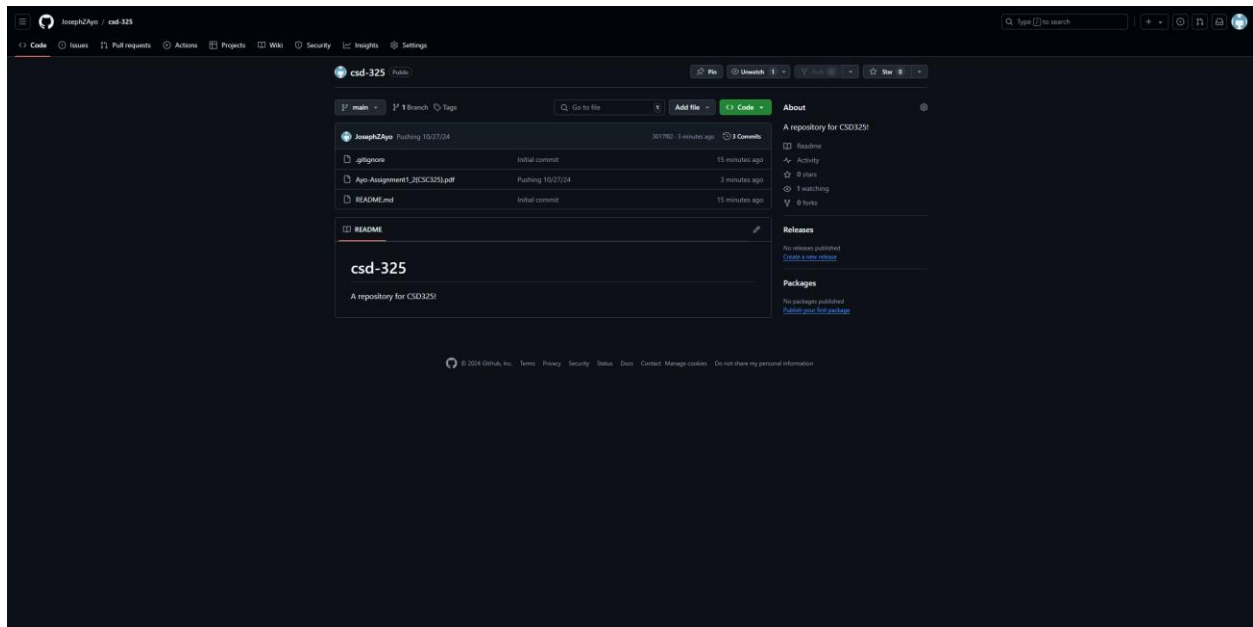 JosephZAyo / csd-325
Type / to search
Code Issues Pull requests Actions Projects Wiki Security Insights Settings
csd-325 Public
Pin Unwatch 1 Fork 0 Star 0
main 1 Branch Tags Go to file t Add file Code
JosephZAyo Pushing 10/27/24 3 minutes ago 3 Commits
.gitignore Initial commit 15 minutes ago
Ayo-Assignment1_2(CSC325).pdf Pushing 10/27/24 3 minutes ago
README.md Initial commit 15 minutes ago
README
csd-325
A repository for CSD325!
About
A repository for CSD325!
Readme
Activity
0 stars
1 watching
0 forks
Releases
No releases published
Create a new release
Packages
No packages published
Publish your first package
© 2024 GitHub, Inc. Terms Privacy Security Status Docs Contact Manage cookies Do not share my personal information